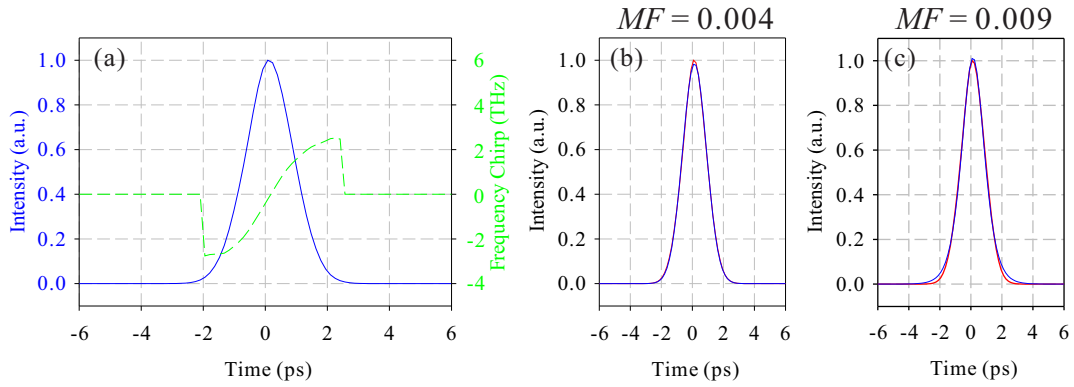 MF = 0.004
MF = 0.009
(a)
(b)
(c)
1.0
0.8
0.6
0.4
0.2
0.0
Intensity (a.u.)
6
4
2
0
-2
-4
Frequency Chirp (THz)
-6 -4 -2 0 2 4 6
Time (ps)
1.0
0.8
0.6
0.4
0.2
0.0
Intensity (a.u.)
-6 -4 -2 0 2 4 6
Time (ps)
1.0
0.8
0.6
0.4
0.2
0.0
Intensity (a.u.)
-6 -4 -2 0 2 4 6
Time (ps)